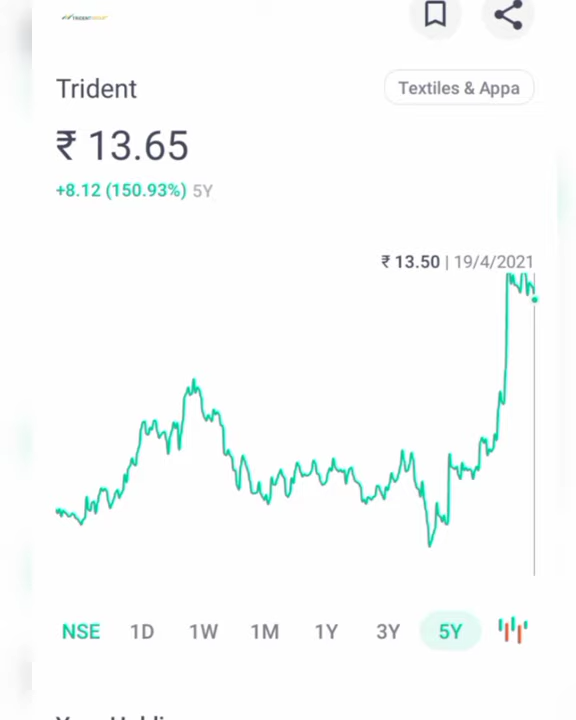 Trident
Textiles & Appa
₹ 13.65
+8.12 (150.93%) 5Y
₹ 13.50 | 19/4/2021
NSE 1D 1W 1M 1Y 3Y 5Y